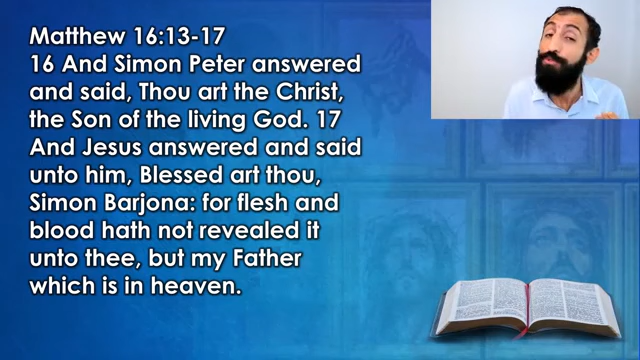 Matthew 16:13-17
16 And Simon Peter answered
and said, Thou art the Christ,
the Son of the living God. 17
And Jesus answered and said
unto him, Blessed art thou,
Simon Barjona: for flesh and
blood hath not revealed it
unto thee, but my Father
which is in heaven.